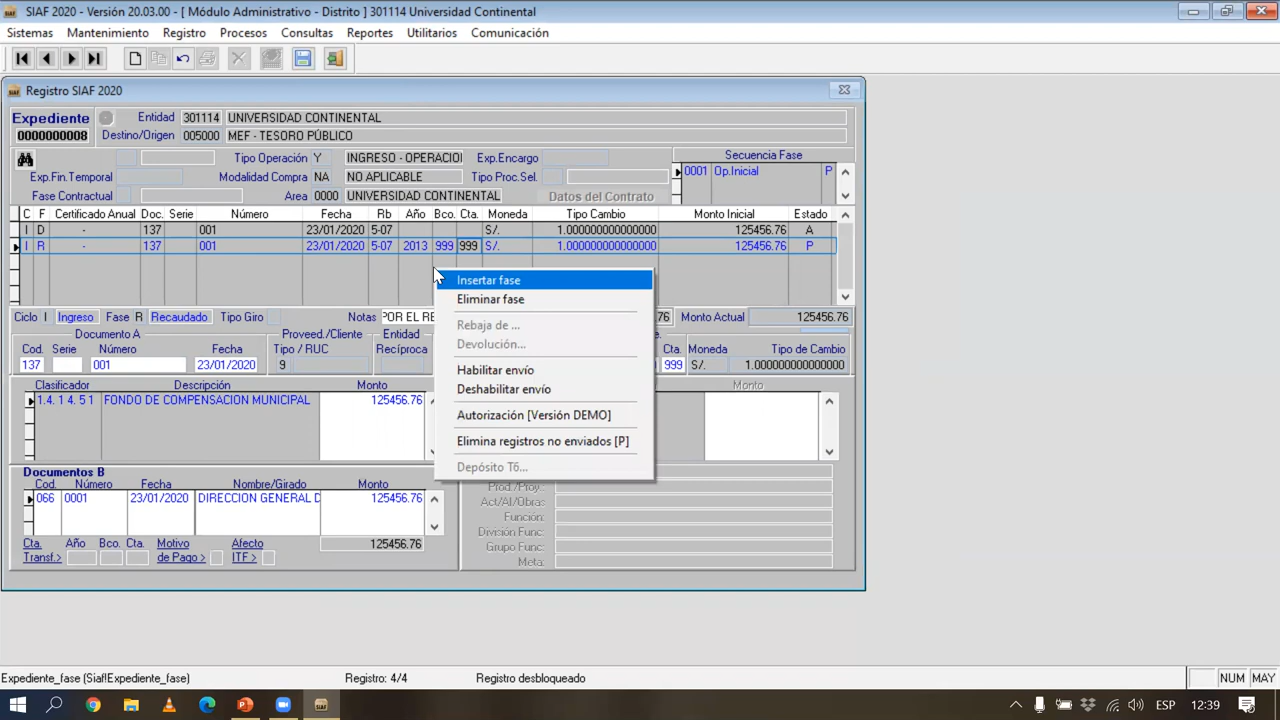 SIAF 2020 - Versión 20.03.00 - [ Módulo Administrativo - Distrito ] 301114 Universidad Continental
Sistemas Mantenimiento Registro Procesos Consultas Reportes Utilitarios Comunicación
Registro SIAF 2020
Expediente Entidad 301114 UNIVERSIDAD CONTINENTAL
0000000008 Destino/Origen 005000 MEF - TESORO PÚBLICO
Secuencia Fase
Tipo Operación Y INGRESO - OPERACIO Exp.Encargo
0001 Op.Inicial P
Exp.Fin.Temporal Modalidad Compra NA NO APLICABLE Tipo Proc.Sel.
Fase Contractual Area 0000 UNIVERSIDAD CONTINENTAL Datos del Contrato
C F Certificado Anual Doc. Serie Número Fecha Rb Año Bco. Cta. Moneda Tipo Cambio Monto Inicial Estado
I D - 137 001 23/01/2020 5-07 S/. 1.000000000000 125456.76 A
I R - 137 001 23/01/2020 5-07 2013 999 999 S/. 1.000000000000 125456.76 P
Insertar fase
Eliminar fase
Rebaja de ...
Devolución...
Habilitar envío
Deshabilitar envío
Autorización [Versión DEMO]
Elimina registros no enviados [P]
Depósito T6...
Ciclo I Ingreso Fase R Recaudado Tipo Giro Notas POR EL RE 76 Monto Actual 125456.76
Documento A Proveed./Cliente Entidad e.
Cod. Serie Número Fecha Tipo / RUC Recíproca Cta. Moneda Tipo de Cambio
137 001 23/01/2020 9 999 S/. 1.000000000000
Clasificador Descripción Monto Monto
1.4. 1 4. 5 1 FONDO DE COMPENSACION MUNICIPAL 125456.76
Documentos B
Cod. Número Fecha Nombre/Girado Monto
066 0001 23/01/2020 DIRECCION GENERAL D 125456.76
Prod./Proy.:
Act/AI/Obra:
Función:
División Func:
Grupo Func:
Meta:
Cta. Año Bco. Cta. Motivo Afecto 125456.76
Transf.> de Pago > ITF >
Expediente_fase (Siaf!Expediente_fase) Registro: 4/4 Registro desbloqueado NUM MAY
ESP 12:39